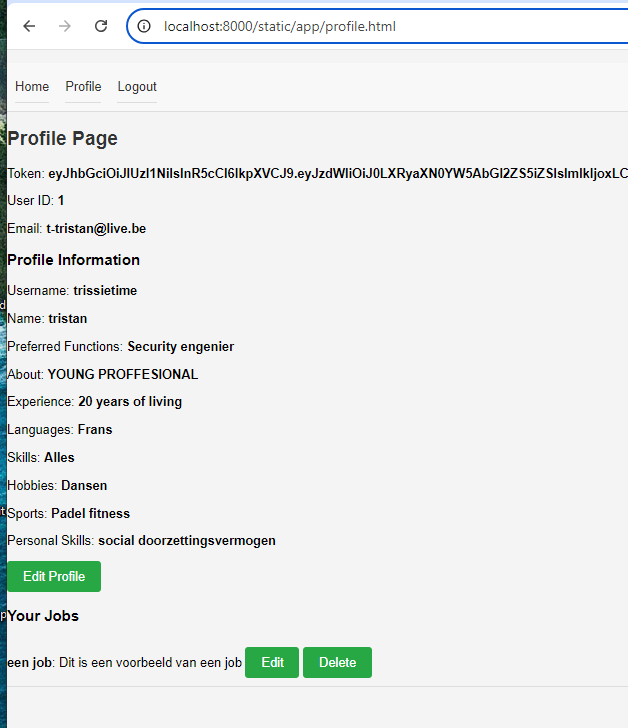 localhost:8000/static/app/profile.html
Home Profile Logout
Profile Page
Token: eyJhbGciOiJIUzI1NiIsInR5cCI6IkpXVCJ9.eyJzdWIiOiJ0LXRyaXN0YW5AbGl2ZS5iZSIsImlkIjoxLC
User ID: 1
Email: t-tristan@live.be
Profile Information
Username: trissietime
Name: tristan
Preferred Functions: Security engenier
About: YOUNG PROFFESIONAL
Experience: 20 years of living
Languages: Frans
Skills: Alles
Hobbies: Dansen
Sports: Padel fitness
Personal Skills: social doorzettingsvermogen
Edit Profile
Your Jobs
een job: Dit is een voorbeeld van een job Edit Delete